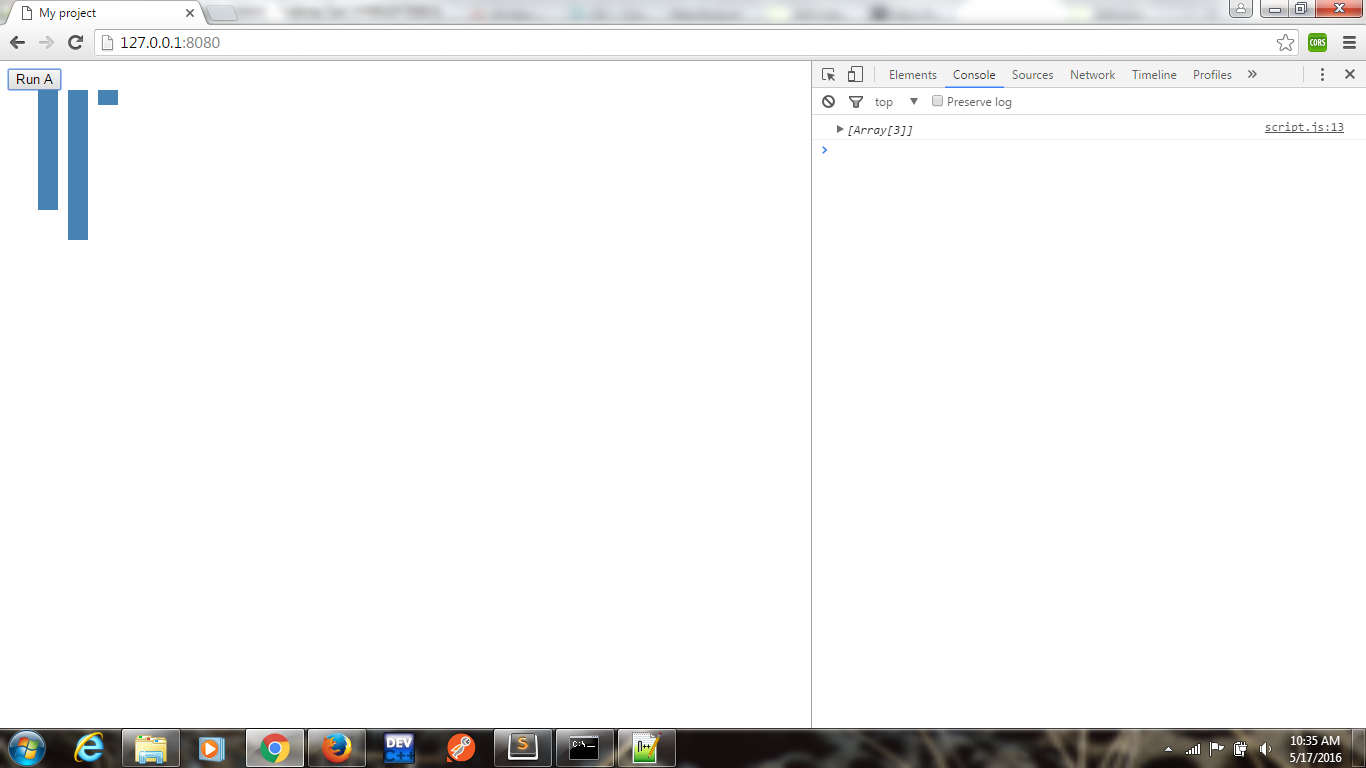 My project
127.0.0.1:8080
CORS
Run A
Elements Console Sources Network Timeline Profiles »
top Preserve log
[Array[3]] script.js:13
DEV
C++
S
C:\
10:35 AM
5/17/2016